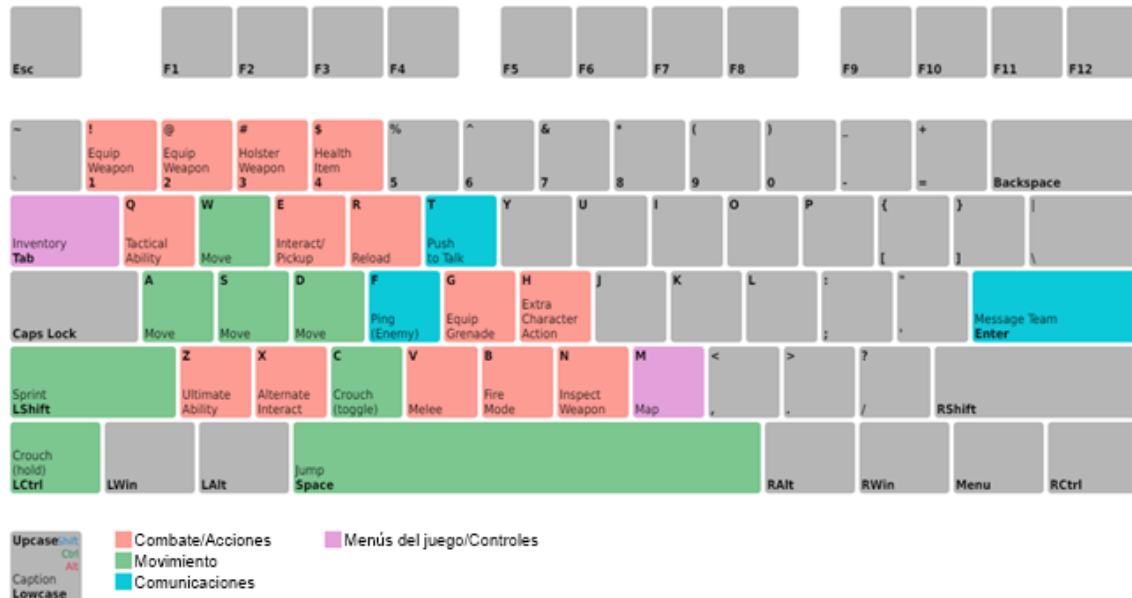 Esc F1 F2 F3 F4 F5 F6 F7 F8 F9 F10 F11 F12
~ ! @ # $ % ^ & * ( ) _ +
Equip Equip Holster Health
Weapon Weapon Weapon Item
` 1 2 3 4 5 6 7 8 9 0 - = Backspace
Q W E R T Y U I O P { } |
Inventory Tactical Interact/ Push
Tab Ability Move Pickup Reload to Talk [ ] \
A S D F G H J K L : "
Extra
Ping Equip Character Message Team
Caps Lock Move Move Move (Enemy) Grenade Action ; ' Enter
Z X C V B N M < > ?
Sprint Ultimate Alternate Crouch Fire Inspect
LShift Ability Interact (toggle) Melee Mode Weapon Map , . / RShift
Crouch
(hold) Jump
LCtrl LWin LAlt Space RAlt RWin Menu RCtrl
Upcase Shift Combate/Acciones Menús del juego/Controles
Ctrl Movimiento
Alt
Caption Comunicaciones
Lowcase